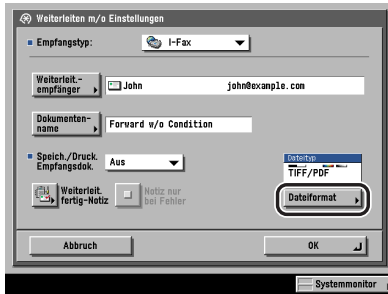 Weiterleiten m/o Einstellungen
Empfangstyp:
I-Fax
Weiterleit.-
empfänger
John
john@example.com
Dokumenten-
name
Forward w/o Condition
Speich./Druck.
Empfangsdok.
Aus
Dateityp
TIFF/PDF
Weiterleit.
fertig-Notiz
Notiz nur
bei Fehler
Dateiformat
Abbruch
OK
Systemmonitor